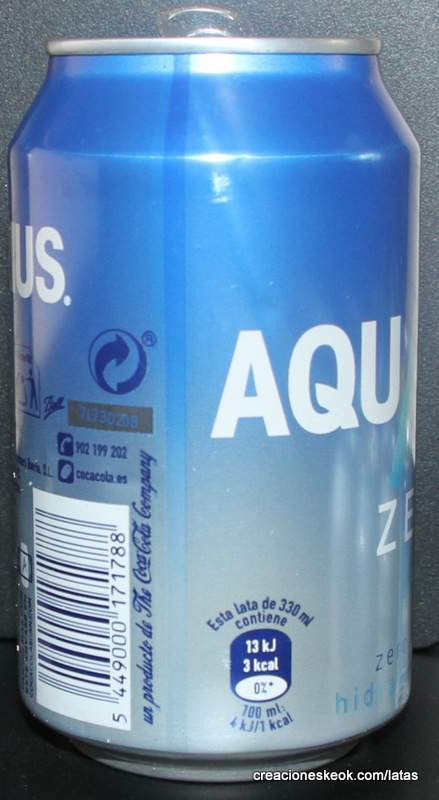 US.
®
71730208
902 199 202
cocacola.es
5 449000 171788
un producto de The Coca-Cola Company
AQU
ZE
Esta lata de 330 ml
contiene
13 kJ
3 kcal
0%*
100 ml:
4 kJ/1 kcal
zer
hid
creacioneskeok.com/latas